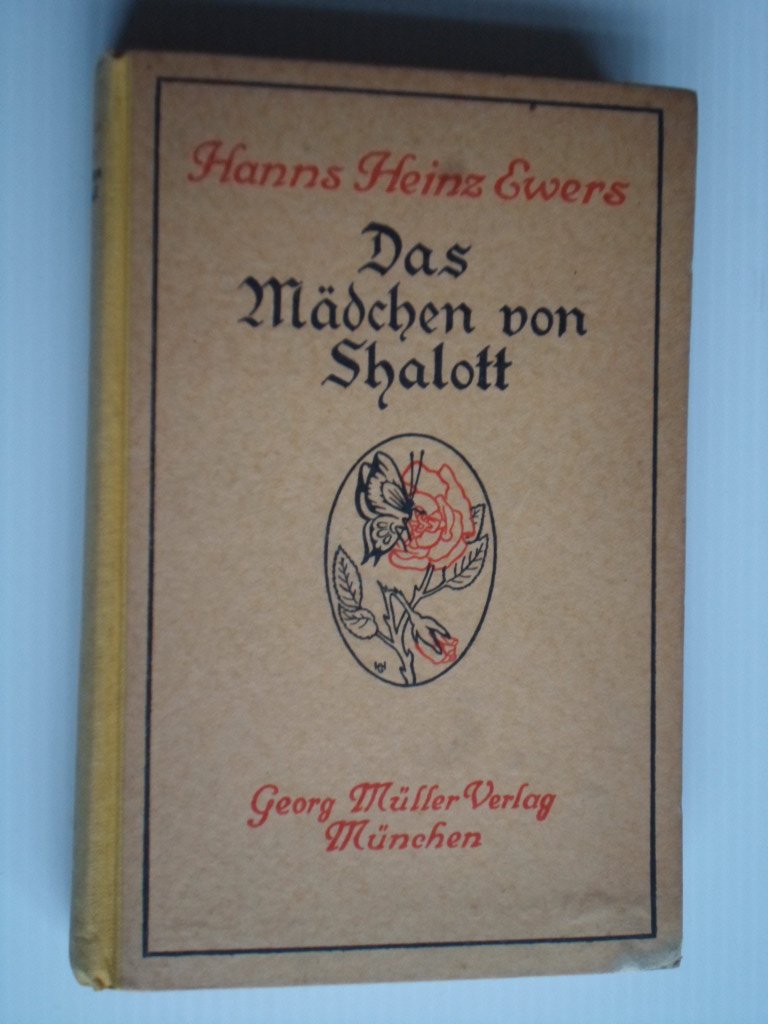 Hanns Heinz Ewers
Das
Mädchen von
Shalott
Georg Müller Verlag
München